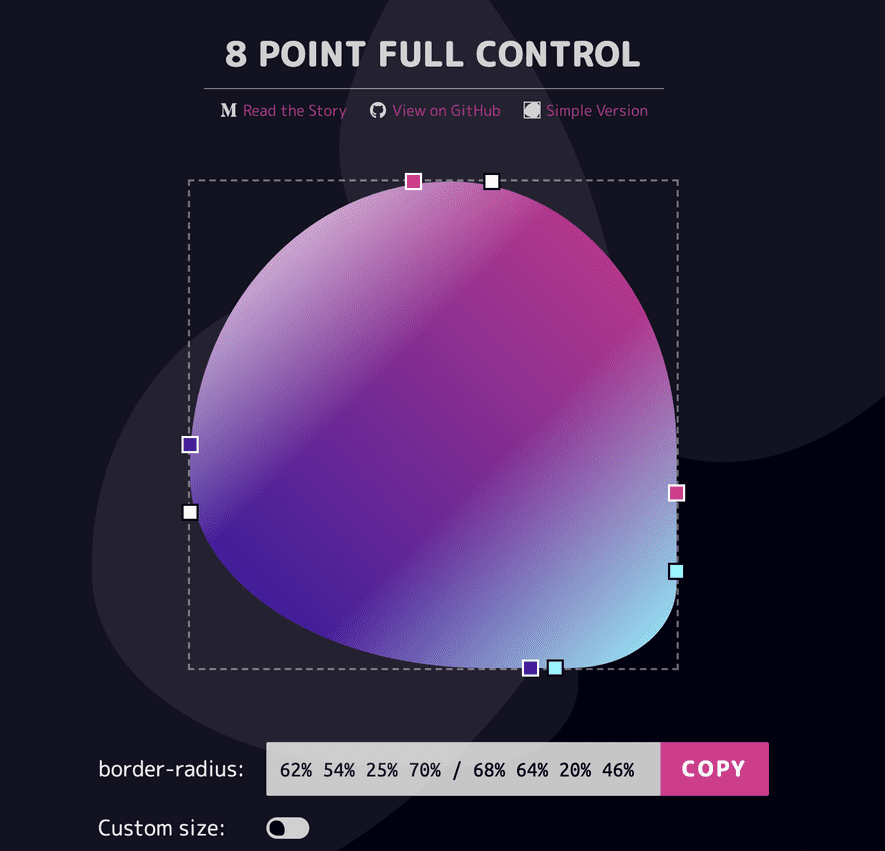 8 POINT FULL CONTROL
M Read the Story View on GitHub Simple Version
border-radius: 62% 54% 25% 70% / 68% 64% 20% 46% COPY
Custom size: